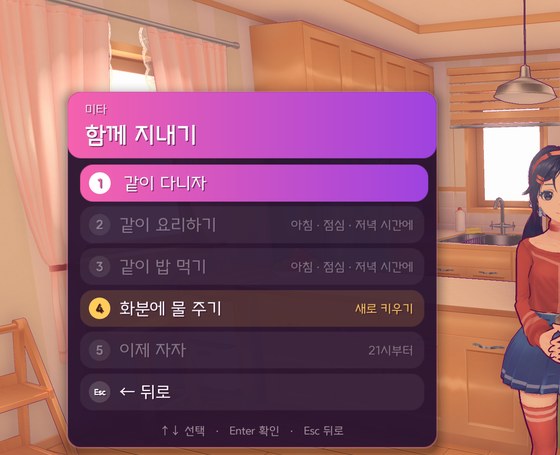 미타
함께 지내기
1 같이 다니자
2 같이 요리하기 아침 · 점심 · 저녁 시간에
3 같이 밥 먹기 아침 · 점심 · 저녁 시간에
4 화분에 물 주기 새로 키우기
5 이제 자자 21시부터
Esc ← 뒤로
↑↓ 선택 · Enter 확인 · Esc 뒤로